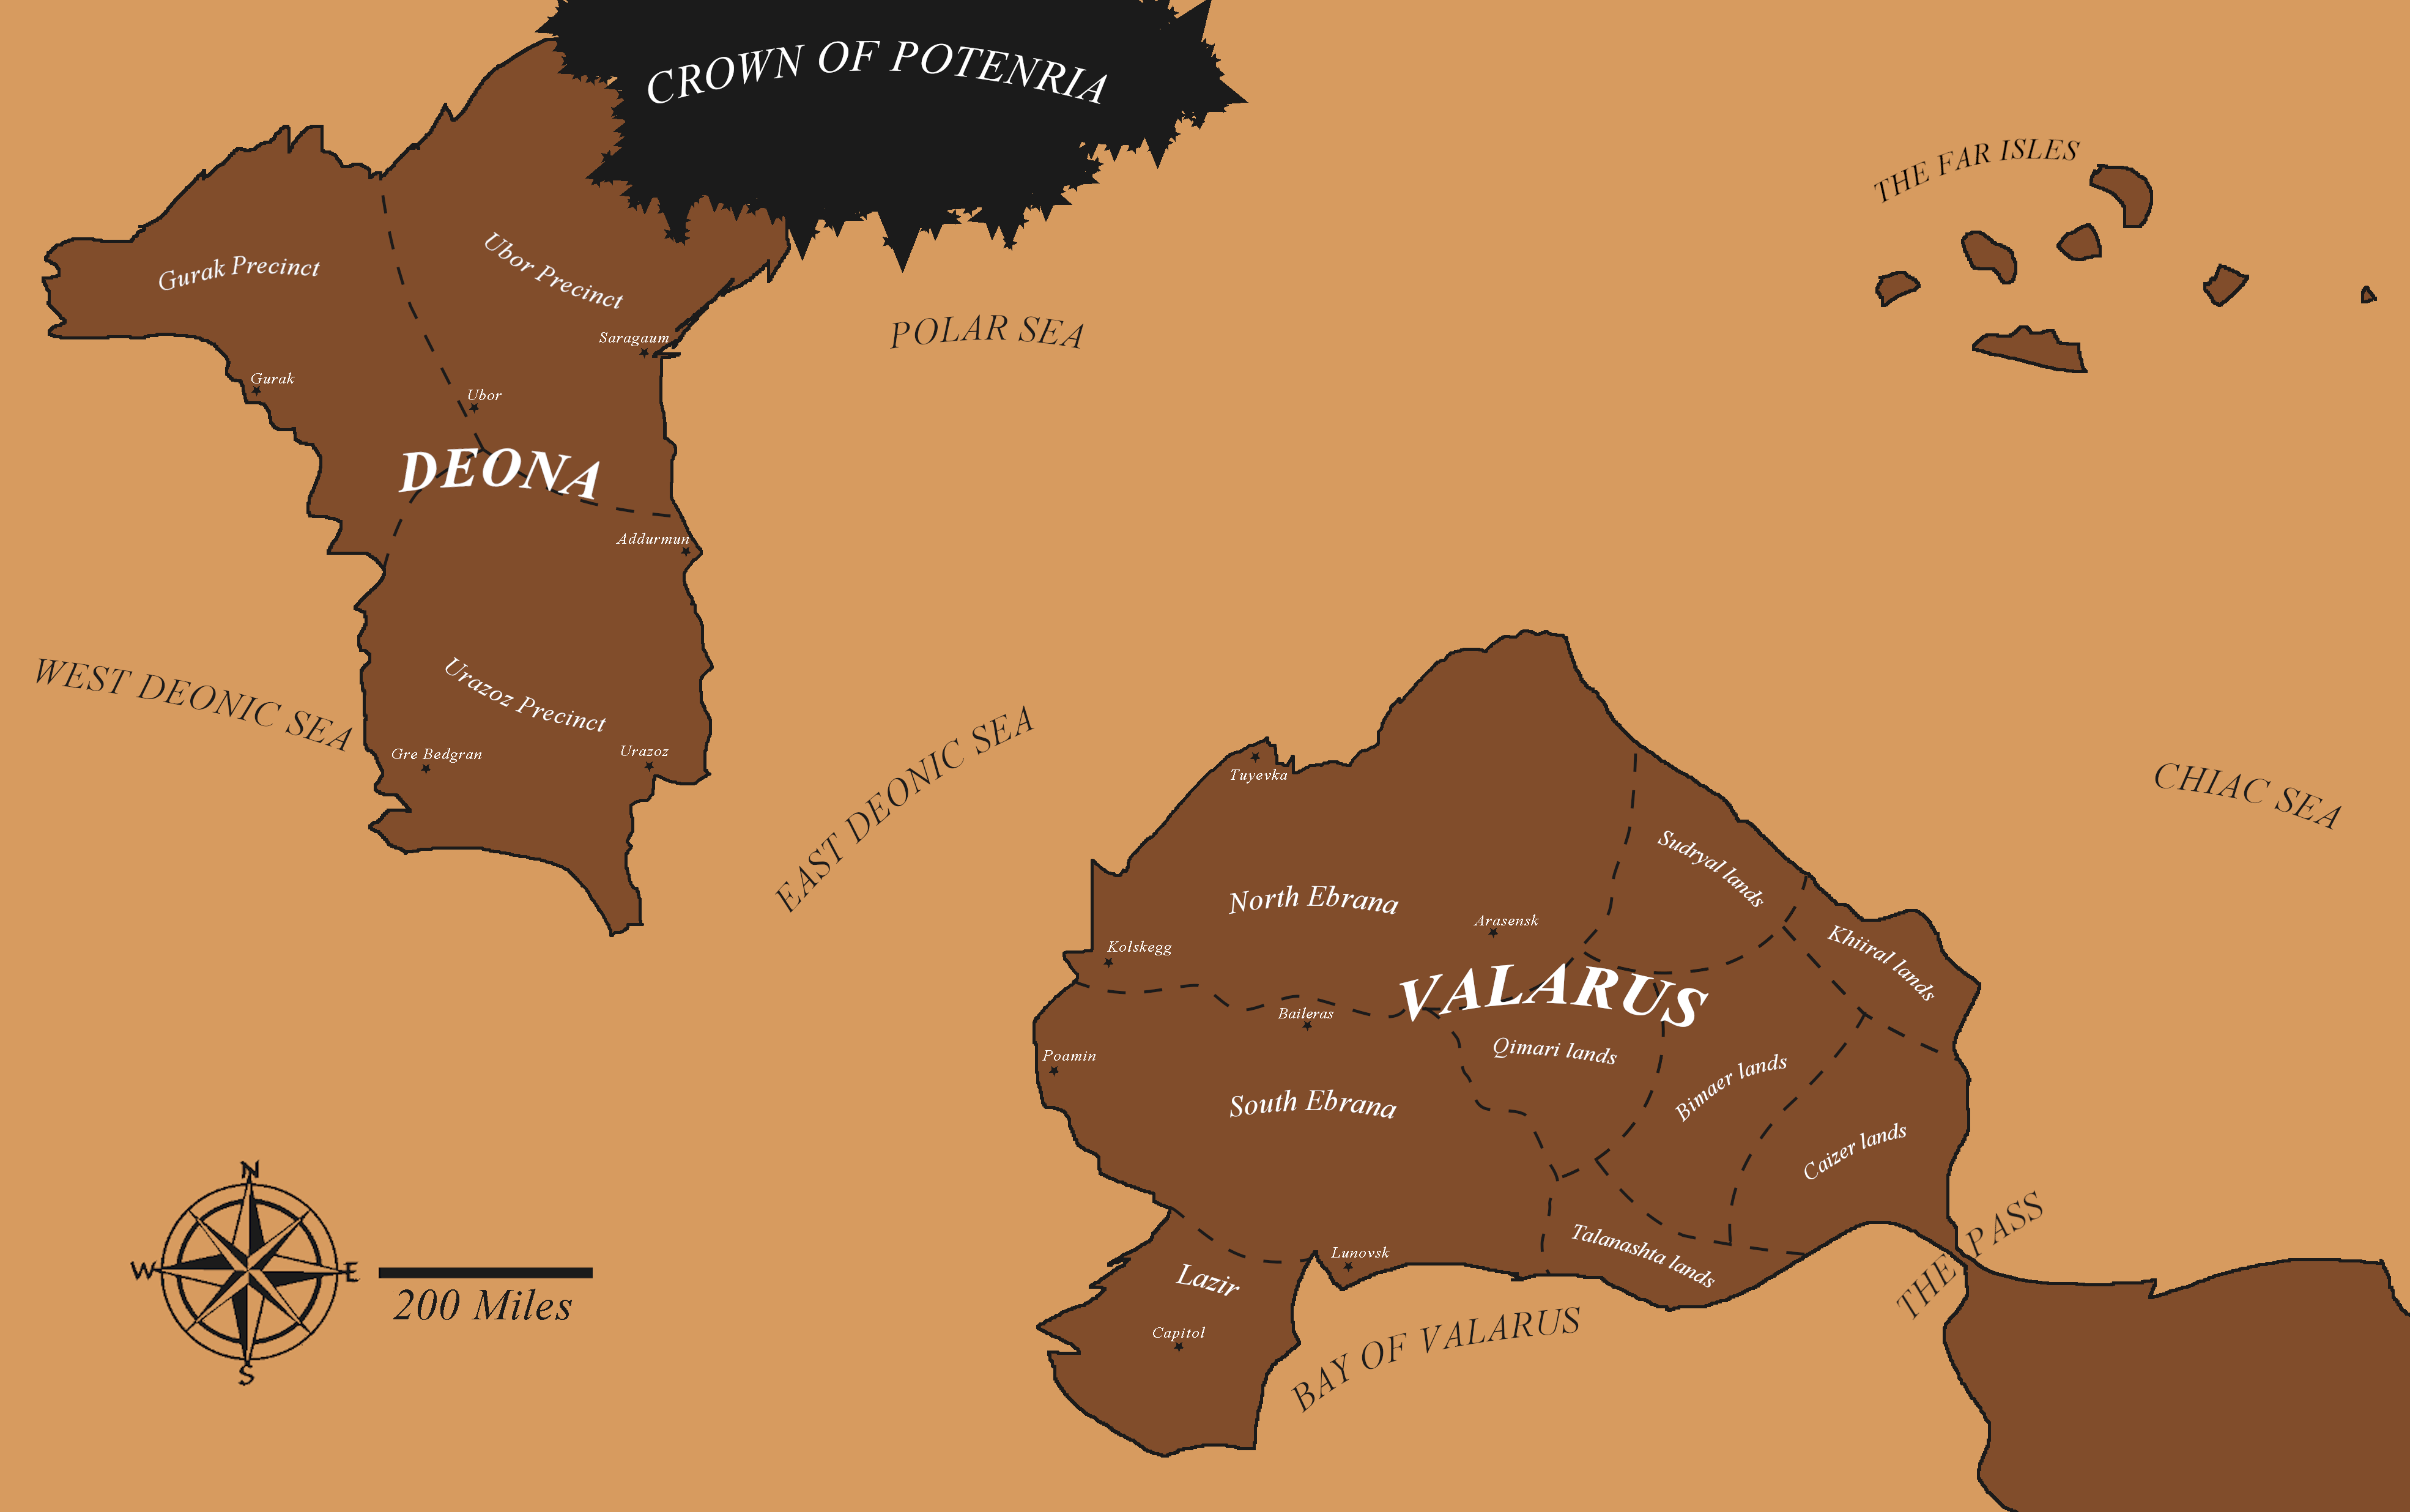 CROWN OF POTENRIA
THE FAR ISLES
Gurak Precinct
Ubor Precinct
Saragaum
POLAR SEA
Gurak
Ubor
DEONA
Addurmun
WEST DEONIC SEA
Urazoz Precinct
Gre Bedgran
Urazoz
EAST DEONIC SEA
CHIAC SEA
Tuyevka
Sudryal lands
North Ebrana
Arasensk
Kolskegg
Khiiral lands
VALARUS
Baileras
Poamin
Qimari lands
Bimaer lands
South Ebrana
Caizer lands
THE PASS
Talanashta lands
Lunovsk
Lazir
Capitol
BAY OF VALARUS
N
W
E
S
200 Miles